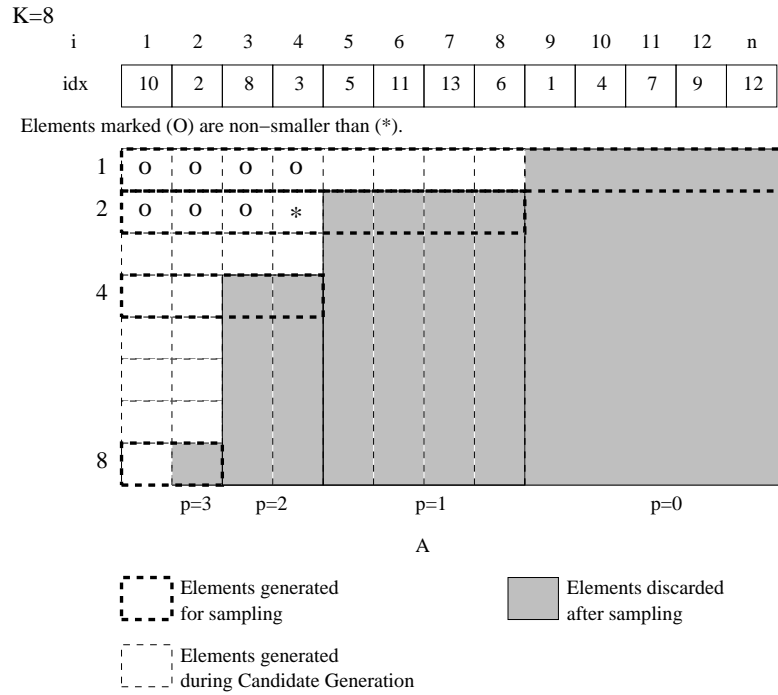 K=8
i 1 2 3 4 5 6 7 8 9 10 11 12 n
idx 10 2 8 3 5 11 13 6 1 4 7 9 12
Elements marked (O) are non−smaller than (*).
1 O O O O
2 O O O *
4
8
p=3 p=2 p=1 p=0
A
Elements generated
for sampling
Elements discarded
after sampling
Elements generated
during Candidate Generation